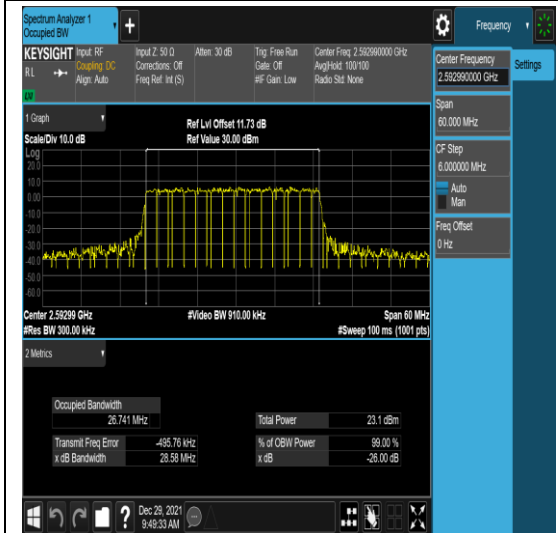 Spectrum Analyzer 1
Occupied BW
+
Frequency
KEYSIGHT
R L
Input: RF
Coupling: DC
Align: Auto
Input Z: 50 Ω
Corrections: Off
Freq Ref: Int (S)
Atten: 30 dB
Trig: Free Run
Gate: Off
#IF Gain: Low
Center Freq: 2.592990000 GHz
Avg|Hold: 100/100
Radio Std: None
Center Frequency
2.592990000 GHz
Settings
Span
60.000 MHz
CF Step
6.000000 MHz
Auto
Man
Freq Offset
0 Hz
1 Graph
Scale/Div 10.0 dB
Ref Lvl Offset 11.73 dB
Ref Value 30.00 dBm
Log
20.0
10.0
0.00
-10.0
-20.0
-30.0
-40.0
-50.0
-60.0
Center 2.59299 GHz
#Res BW 300.00 kHz
#Video BW 910.00 kHz
Span 60 MHz
#Sweep 100 ms (1001 pts)
2 Metrics
Occupied Bandwidth
26.741 MHz
Transmit Freq Error -495.76 kHz
x dB Bandwidth 28.58 MHz
Total Power 23.1 dBm
% of OBW Power 99.00 %
x dB -26.00 dB
?
Dec 29, 2021
9:49:33 AM